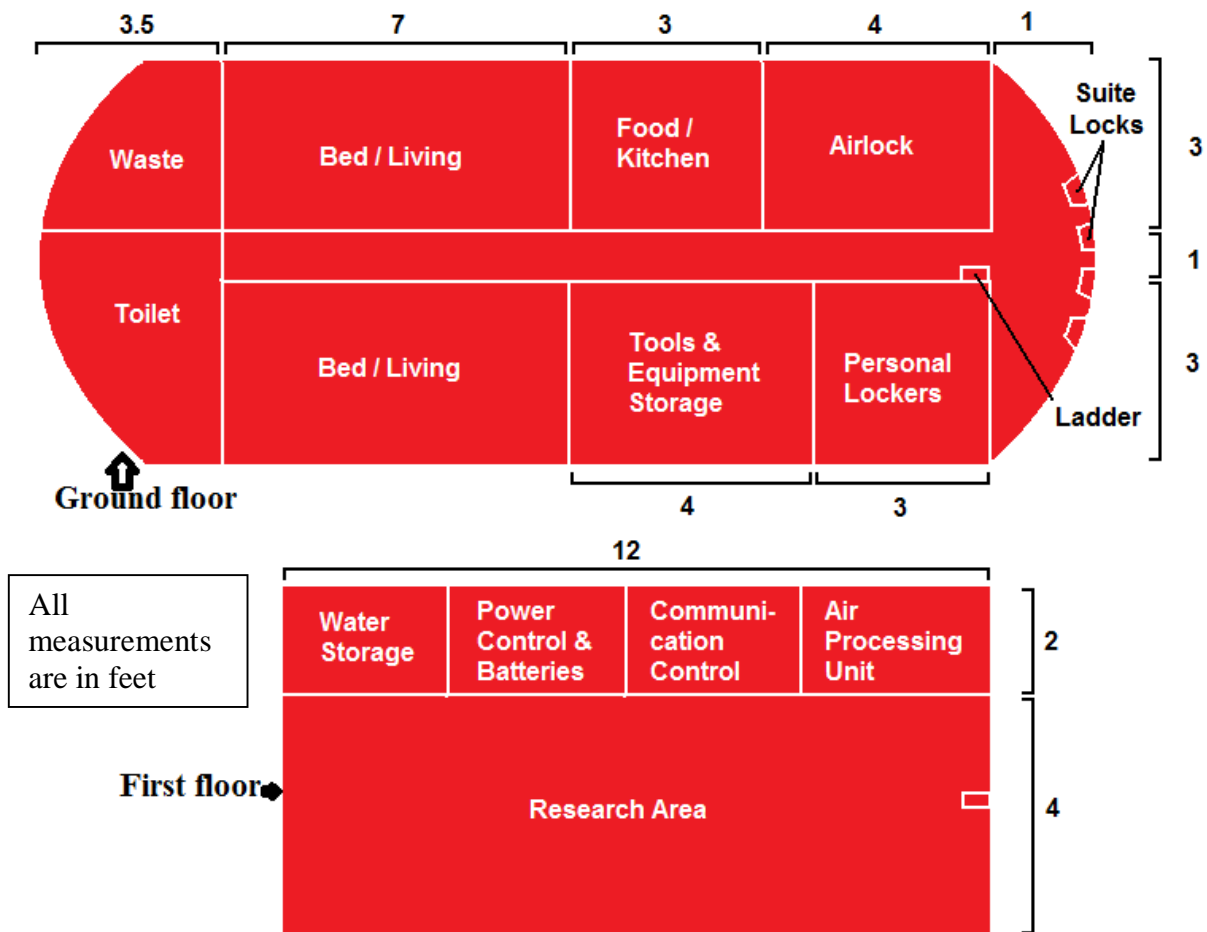 3.5 7 3 4 1
Suite
Locks
3
Waste
Bed / Living
Food /
Kitchen
Airlock
1
Toilet
Bed / Living
Tools &
Equipment
Storage
Personal
Lockers
3
Ladder
Ground floor
4 3
12
All
measurements
are in feet
Water
Storage
Power
Control &
Batteries
Communi-
cation
Control
Air
Processing
Unit
2
First floor
Research Area
4